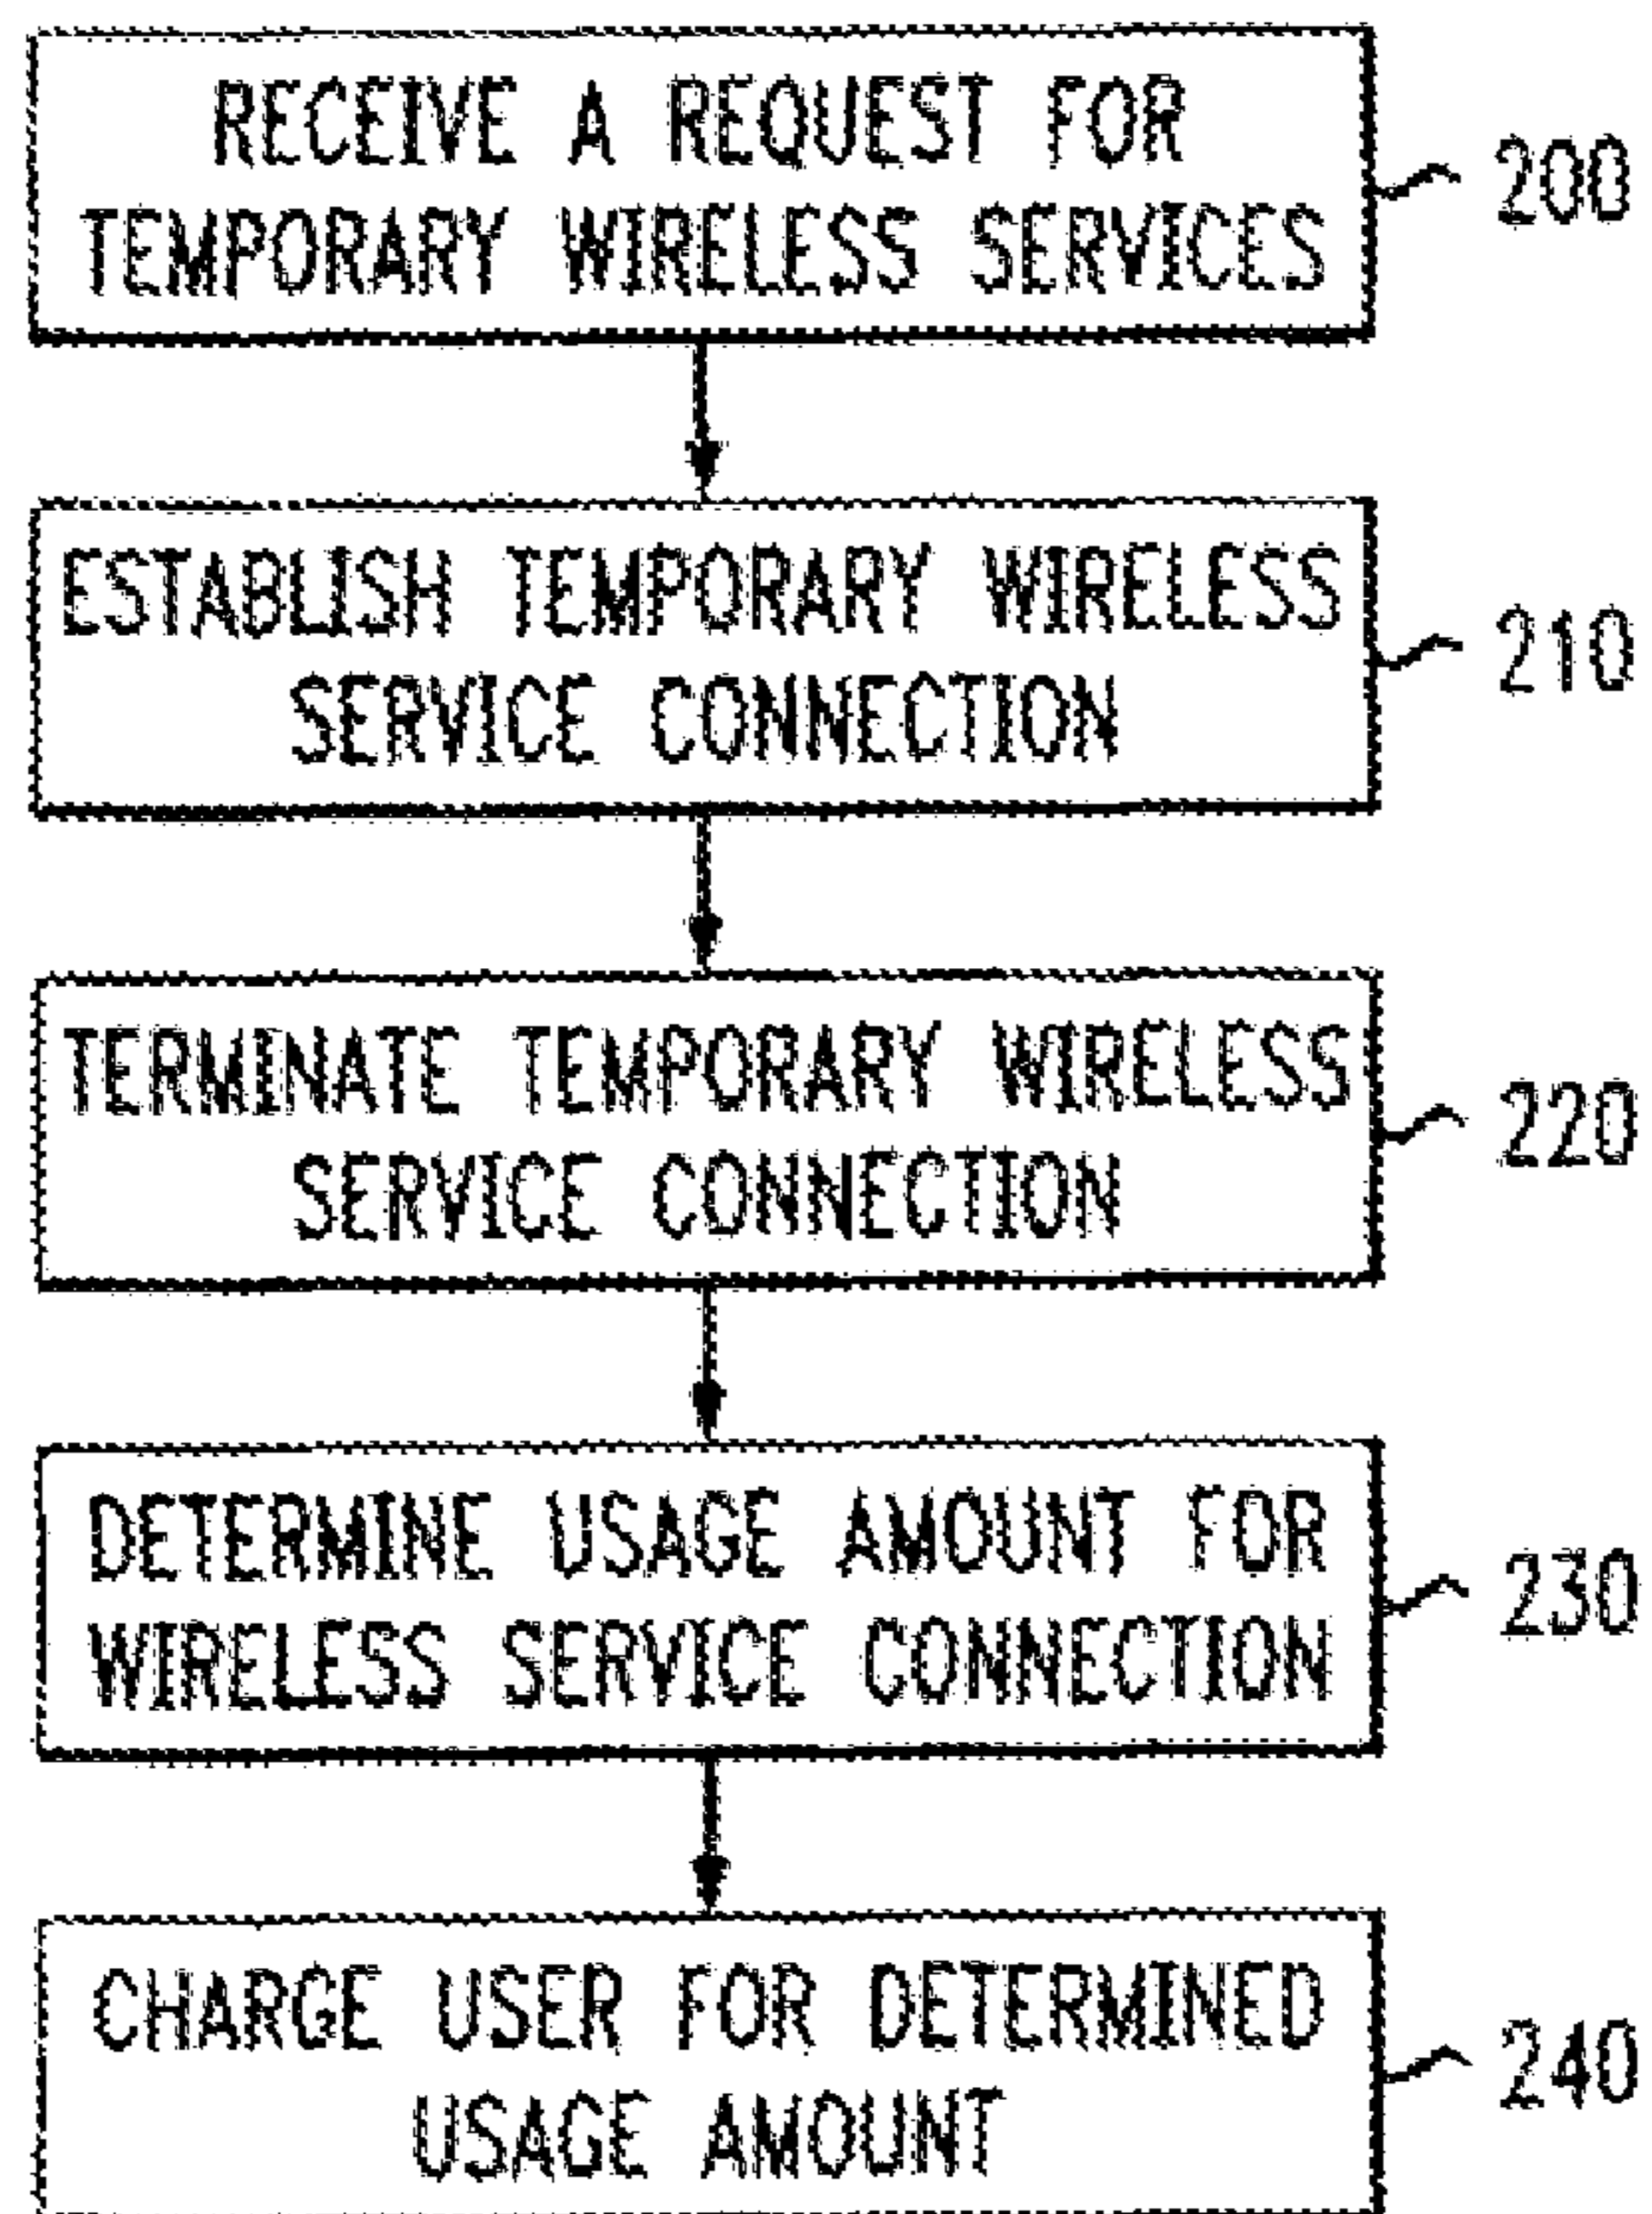 RECEIVE A REQUEST FOR
TEMPORARY WIRELESS SERVICES
200
ESTABLISH TEMPORARY WIRELESS
SERVICE CONNECTION
210
TERMINATE TEMPORARY WIRELESS
SERVICE CONNECTION
220
DETERMINE USAGE AMOUNT FOR
WIRELESS SERVICE CONNECTION
230
CHARGE USER FOR DETERMINED
USAGE AMOUNT
240